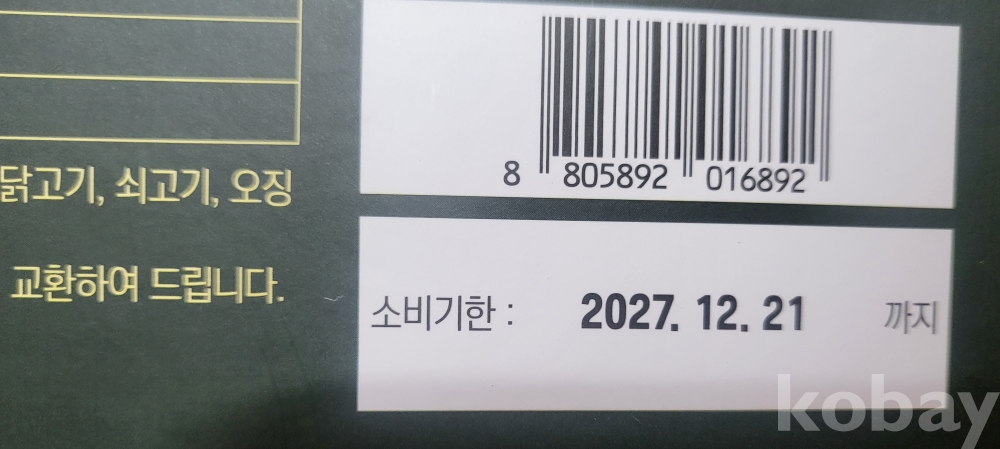 닭고기, 쇠고기, 오징
교환하여 드립니다.
8 805892 016892
소비기한 : 2027. 12. 21 까지
kobay